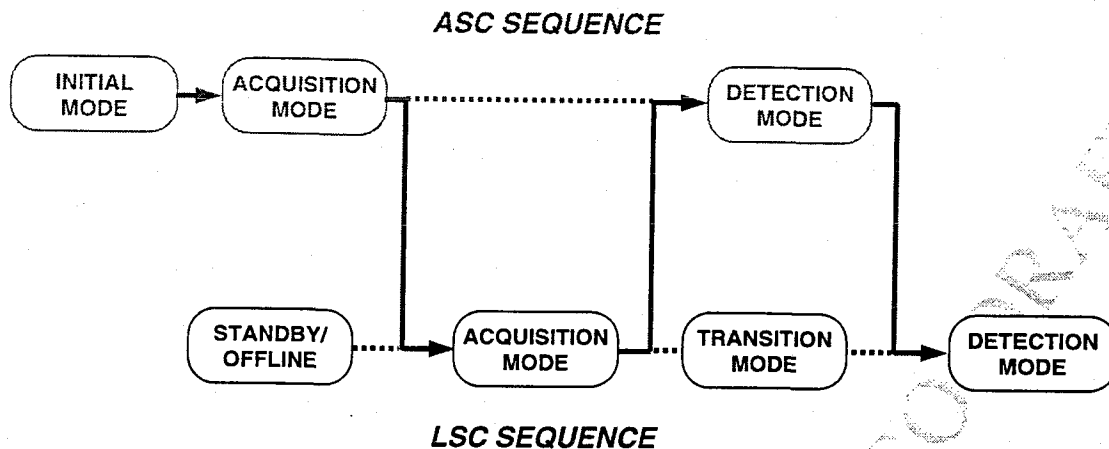 ASC SEQUENCE
INITIAL
MODE
ACQUISITION
MODE
DETECTION
MODE
STANDBY/
OFFLINE
ACQUISITION
MODE
TRANSITION
MODE
DETECTION
MODE
LSC SEQUENCE